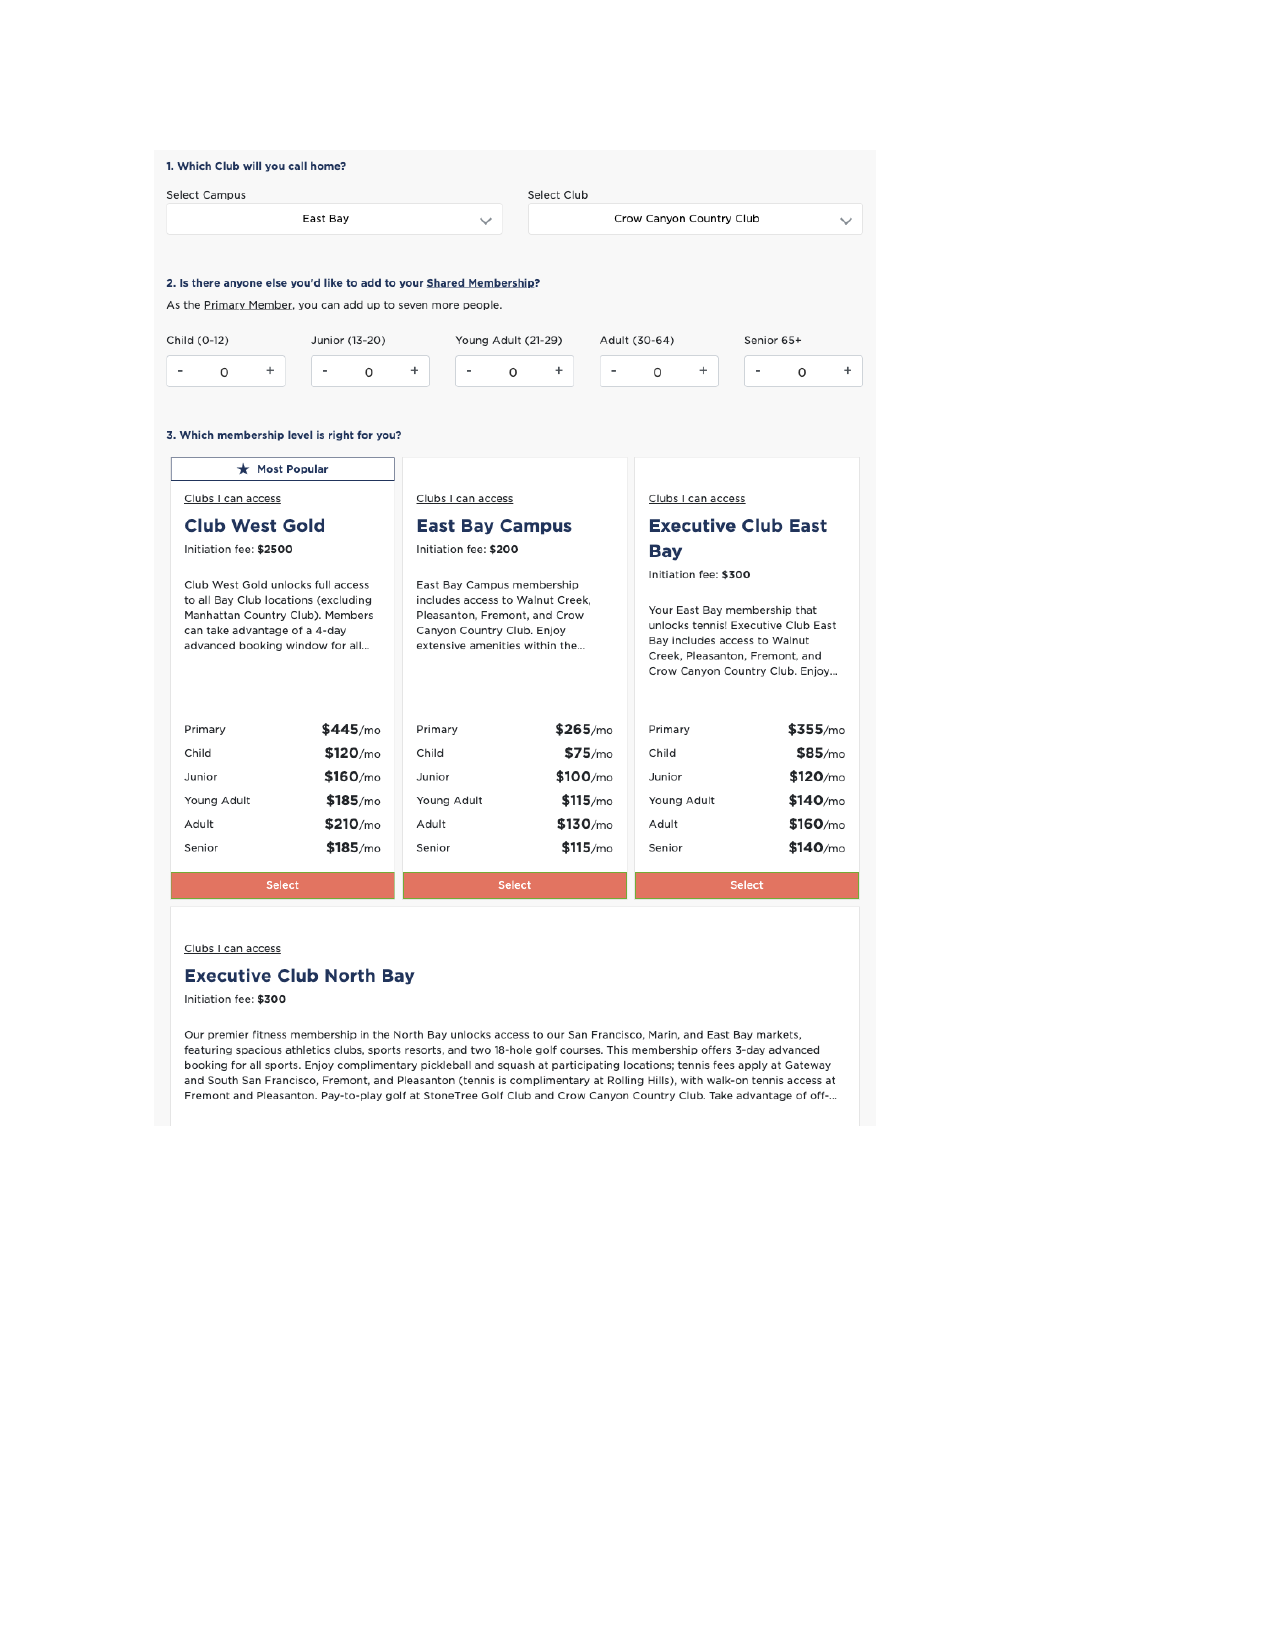 1. Which Club will you call home?
Select Campus
Select Club
East Bay
Crow Canyon Country Club
2. Is there anyone else you'd like to add to your Shared Membership?
As the Primary Member, you can add up to seven more people.
Child (0-12)
Junior (13-20)
Young Adult (21-29)
Adult (30-64)
Senior 65+
- 0 +
- 0 +
- 0 +
- 0 +
- 0 +
3. Which membership level is right for you?
★ Most Popular
Clubs I can access
Club West Gold
Initiation fee: $2500
Club West Gold unlocks full access
to all Bay Club locations (excluding
Manhattan Country Club). Members
can take advantage of a 4-day
advanced booking window for all...
Primary $445/mo
Child $120/mo
Junior $160/mo
Young Adult $185/mo
Adult $210/mo
Senior $185/mo
Select
Clubs I can access
East Bay Campus
Initiation fee: $200
East Bay Campus membership
includes access to Walnut Creek,
Pleasanton, Fremont, and Crow
Canyon Country Club. Enjoy
extensive amenities within the...
Primary $265/mo
Child $75/mo
Junior $100/mo
Young Adult $115/mo
Adult $130/mo
Senior $115/mo
Select
Clubs I can access
Executive Club East
Bay
Initiation fee: $300
Your East Bay membership that
unlocks tennis! Executive Club East
Bay includes access to Walnut
Creek, Pleasanton, Fremont, and
Crow Canyon Country Club. Enjoy...
Primary $355/mo
Child $85/mo
Junior $120/mo
Young Adult $140/mo
Adult $160/mo
Senior $140/mo
Select
Clubs I can access
Executive Club North Bay
Initiation fee: $300
Our premier fitness membership in the North Bay unlocks access to our San Francisco, Marin, and East Bay markets,
featuring spacious athletics clubs, sports resorts, and two 18-hole golf courses. This membership offers 3-day advanced
booking for all sports. Enjoy complimentary pickleball and squash at participating locations; tennis fees apply at Gateway
and South San Francisco, Fremont, and Pleasanton (tennis is complimentary at Rolling Hills), with walk-on tennis access at
Fremont and Pleasanton. Pay-to-play golf at StoneTree Golf Club and Crow Canyon Country Club. Take advantage of off-...